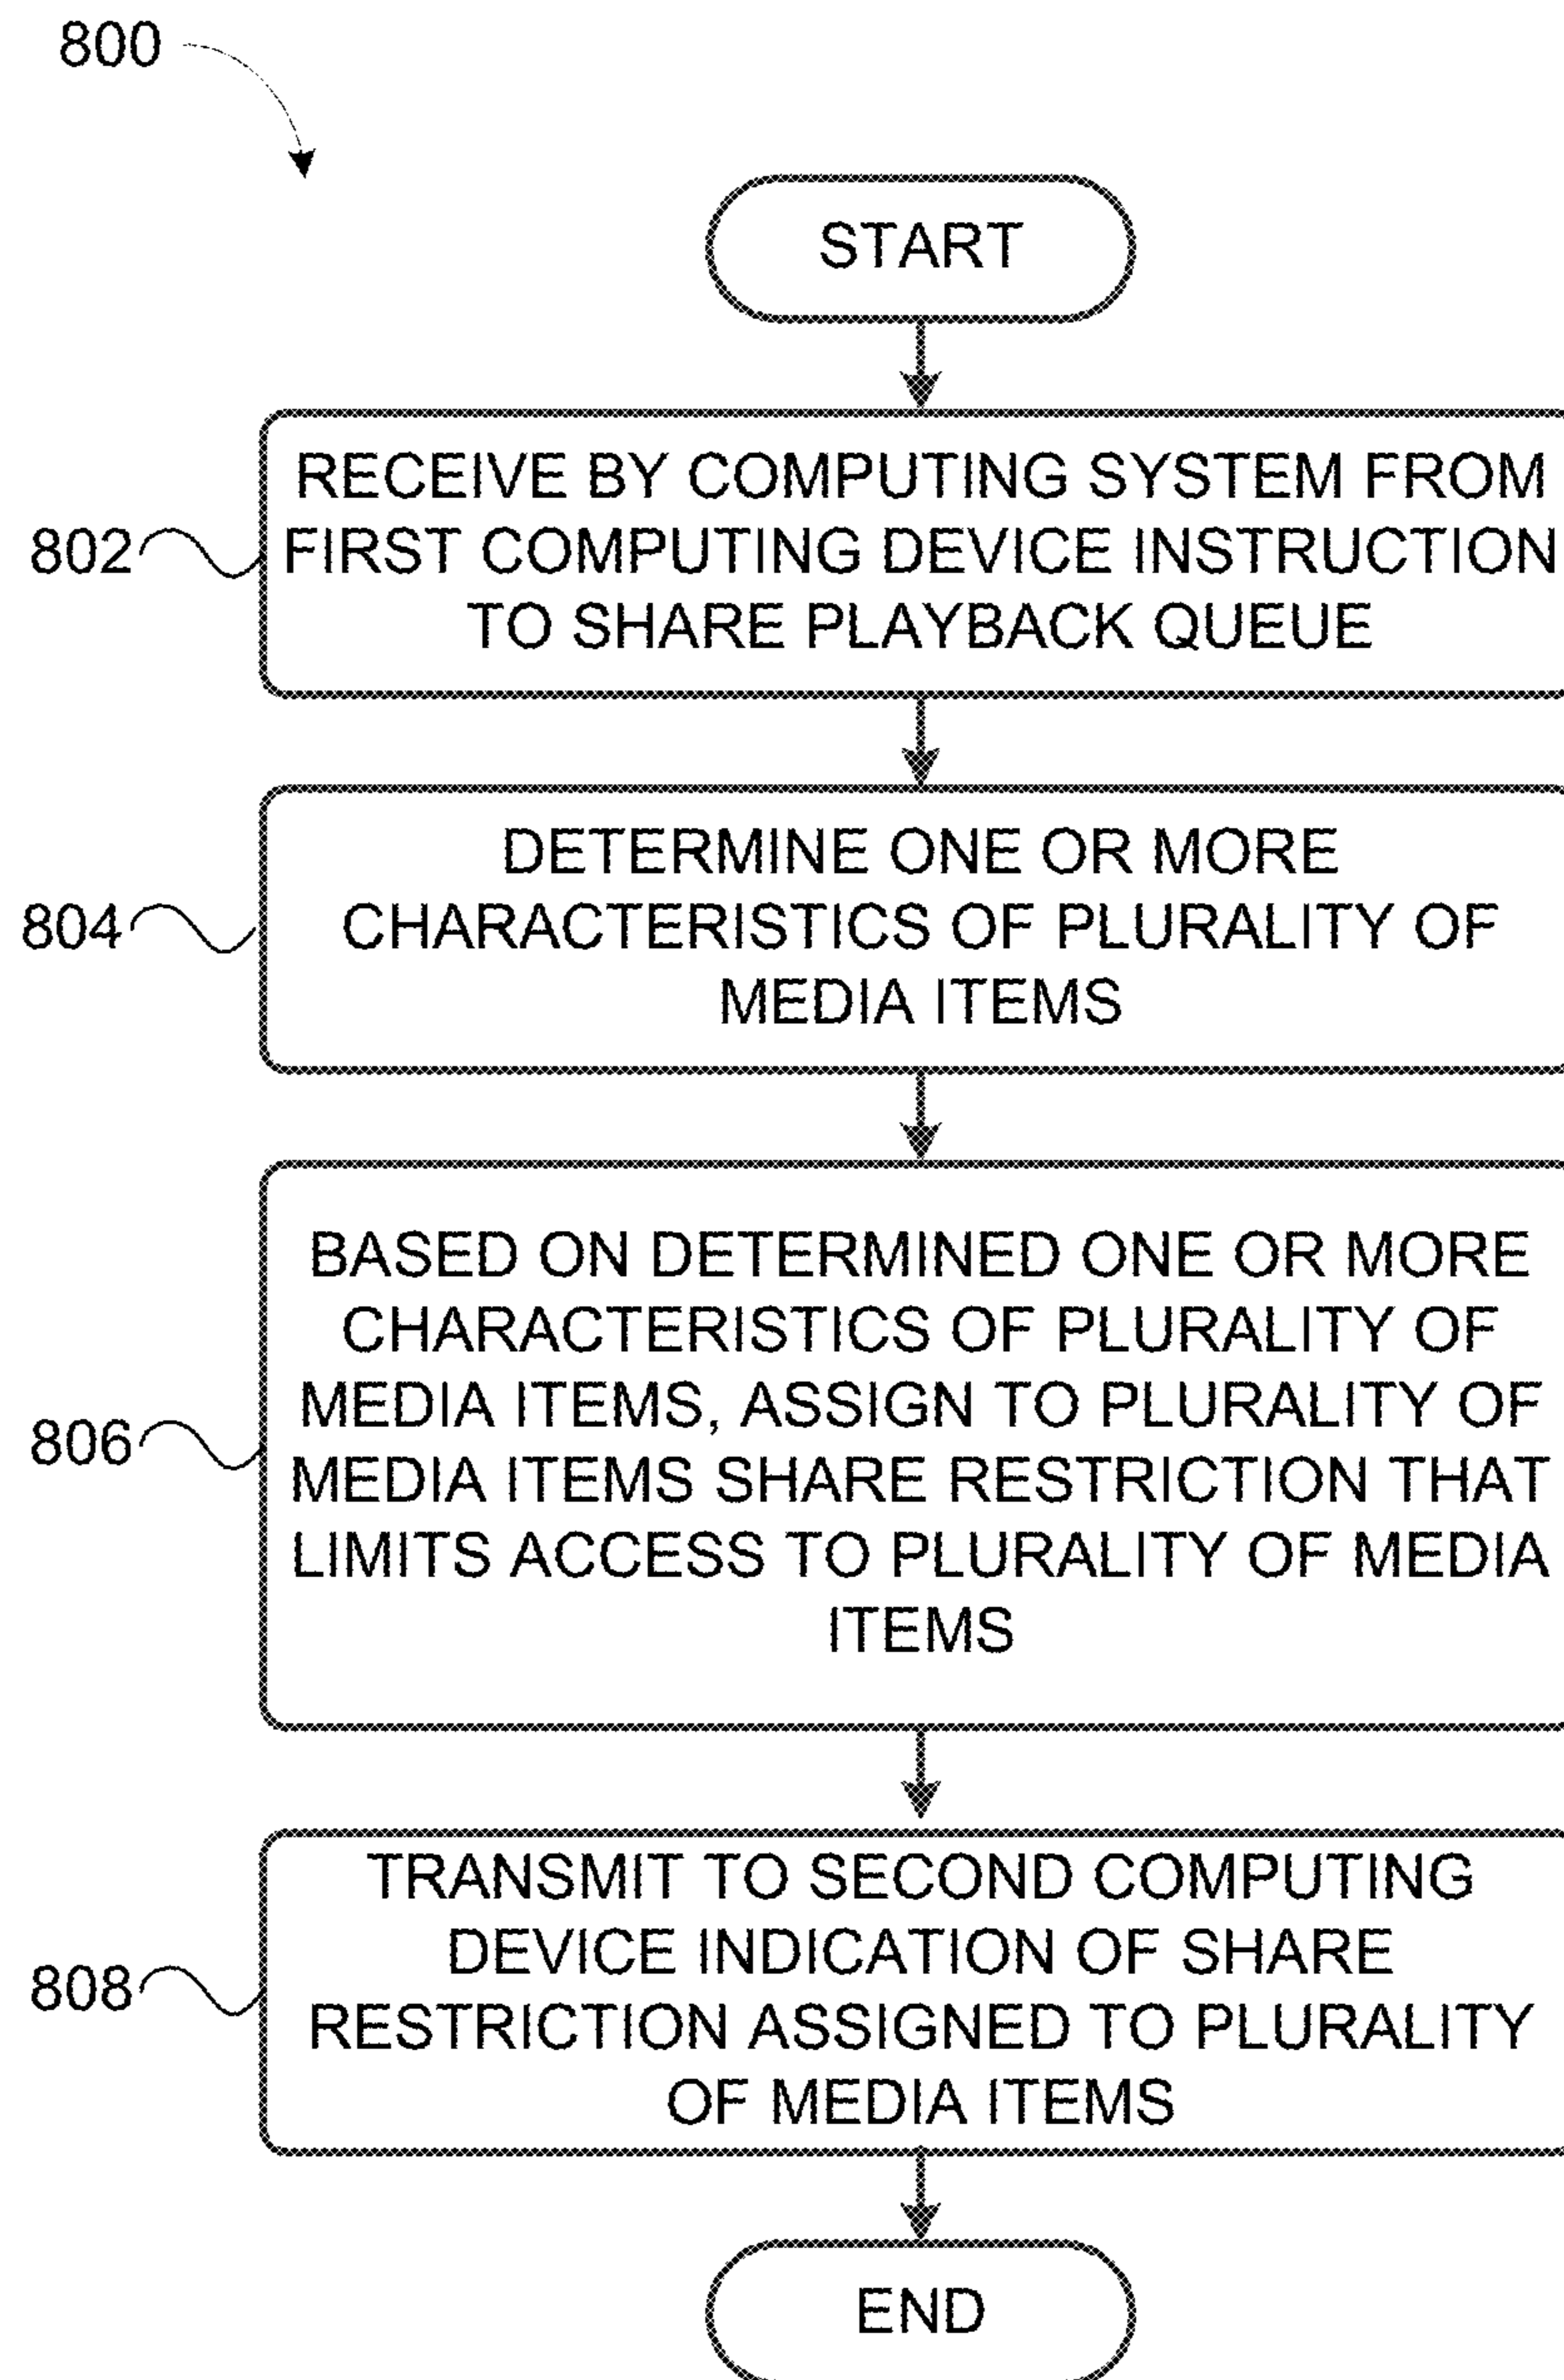 800
START
802
RECEIVE BY COMPUTING SYSTEM FROM
FIRST COMPUTING DEVICE INSTRUCTION
TO SHARE PLAYBACK QUEUE
804
DETERMINE ONE OR MORE
CHARACTERISTICS OF PLURALITY OF
MEDIA ITEMS
806
BASED ON DETERMINED ONE OR MORE
CHARACTERISTICS OF PLURALITY OF
MEDIA ITEMS, ASSIGN TO PLURALITY OF
MEDIA ITEMS SHARE RESTRICTION THAT
LIMITS ACCESS TO PLURALITY OF MEDIA
ITEMS
808
TRANSMIT TO SECOND COMPUTING
DEVICE INDICATION OF SHARE
RESTRICTION ASSIGNED TO PLURALITY
OF MEDIA ITEMS
END